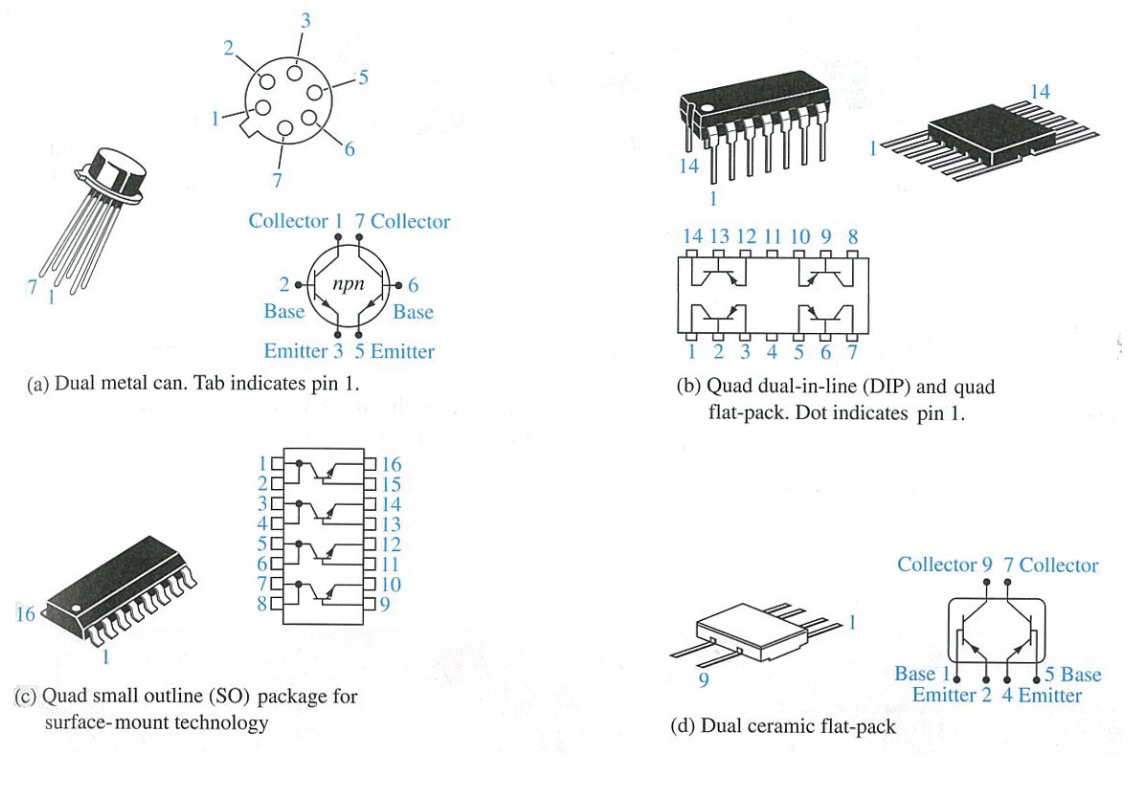 3
2
5
1
6
7
7 1
Collector 1 7 Collector
2 npn 6
Base Base
Emitter 3 5 Emitter
(a) Dual metal can. Tab indicates pin 1.
14
1
14
1
14 13 12 11 10 9 8
1 2 3 4 5 6 7
(b) Quad dual-in-line (DIP) and quad
flat-pack. Dot indicates pin 1.
16
1
1 16
2 15
3 14
4 13
5 12
6 11
7 10
8 9
(c) Quad small outline (SO) package for
surface-mount technology
1
9
Collector 9 7 Collector
Base 1 5 Base
Emitter 2 4 Emitter
(d) Dual ceramic flat-pack